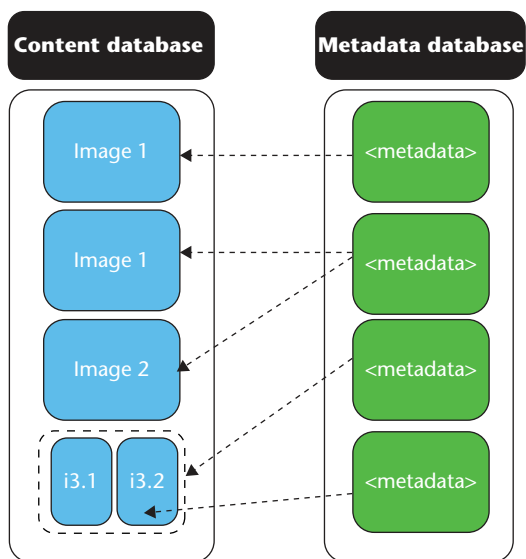 Content database
Metadata database
Image 1
<metadata>
Image 1
<metadata>
Image 2
<metadata>
i3.1
i3.2
<metadata>